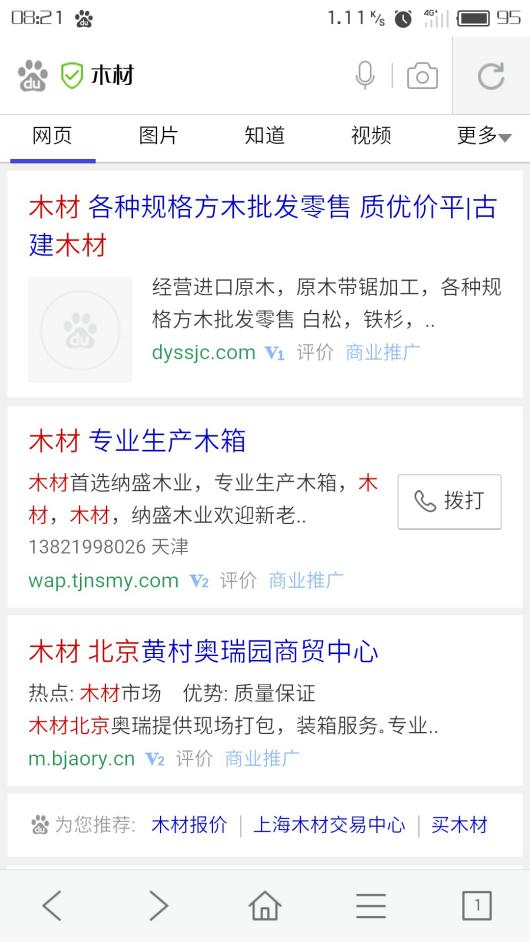 08:21 1.11 K/s 4G+ 95
du 木材
网页 图片 知道 视频 更多
木材 各种规格方木批发零售 质优价平|古
建木材
经营进口原木，原木带锯加工，各种规
格方木批发零售 白松，铁杉，..
dyssjc.com V1 评价 商业推广
木材 专业生产木箱
木材首选纳盛木业，专业生产木箱，木
材，木材，纳盛木业欢迎新老..
拨打
13821998026 天津
wap.tjnsmy.com V2 评价 商业推广
木材 北京黄村奥瑞园商贸中心
热点: 木材市场 优势: 质量保证
木材北京奥瑞提供现场打包，装箱服务。专业..
m.bjaory.cn V2 评价 商业推广
du 为您推荐: 木材报价 | 上海木材交易中心 | 买木材
1